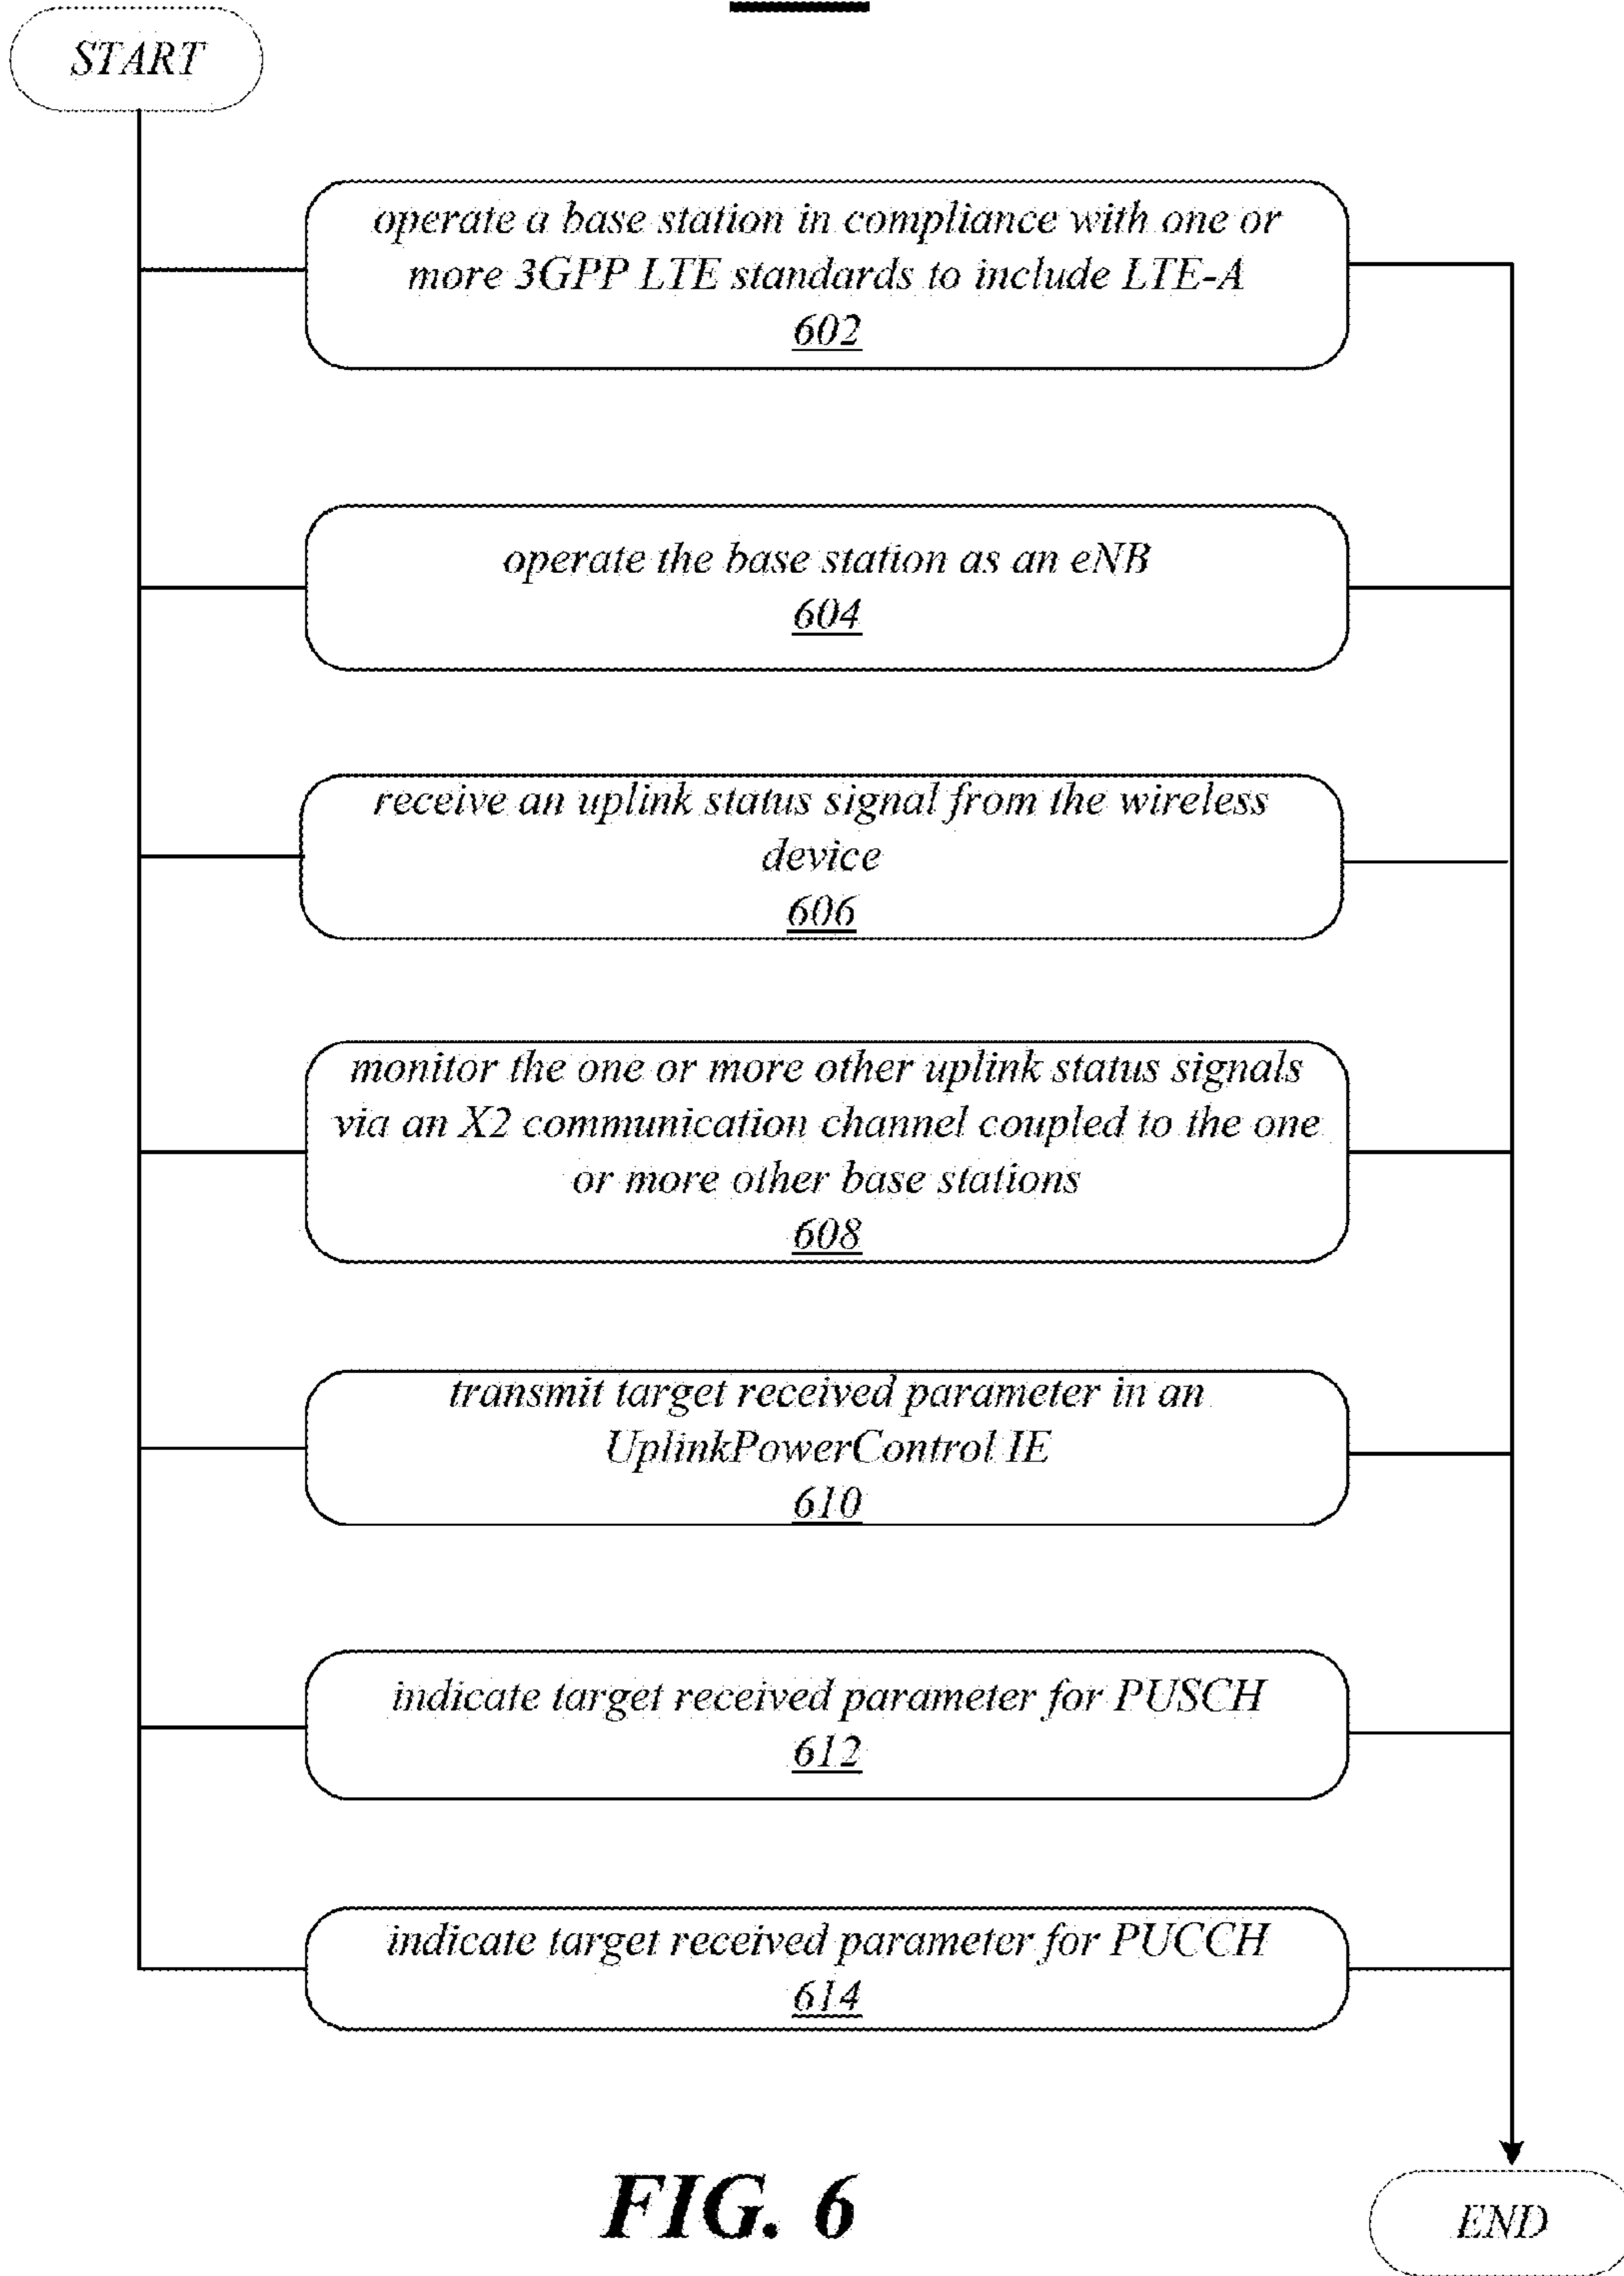 START
operate a base station in compliance with one or
more 3GPP LTE standards to include LTE-A
602
operate the base station as an eNB
604
receive an uplink status signal from the wireless
device
606
monitor the one or more other uplink status signals
via an X2 communication channel coupled to the one
or more other base stations
608
transmit target received parameter in an
UplinkPowerControl IE
610
indicate target received parameter for PUSCH
612
indicate target received parameter for PUCCH
614
FIG. 6
END